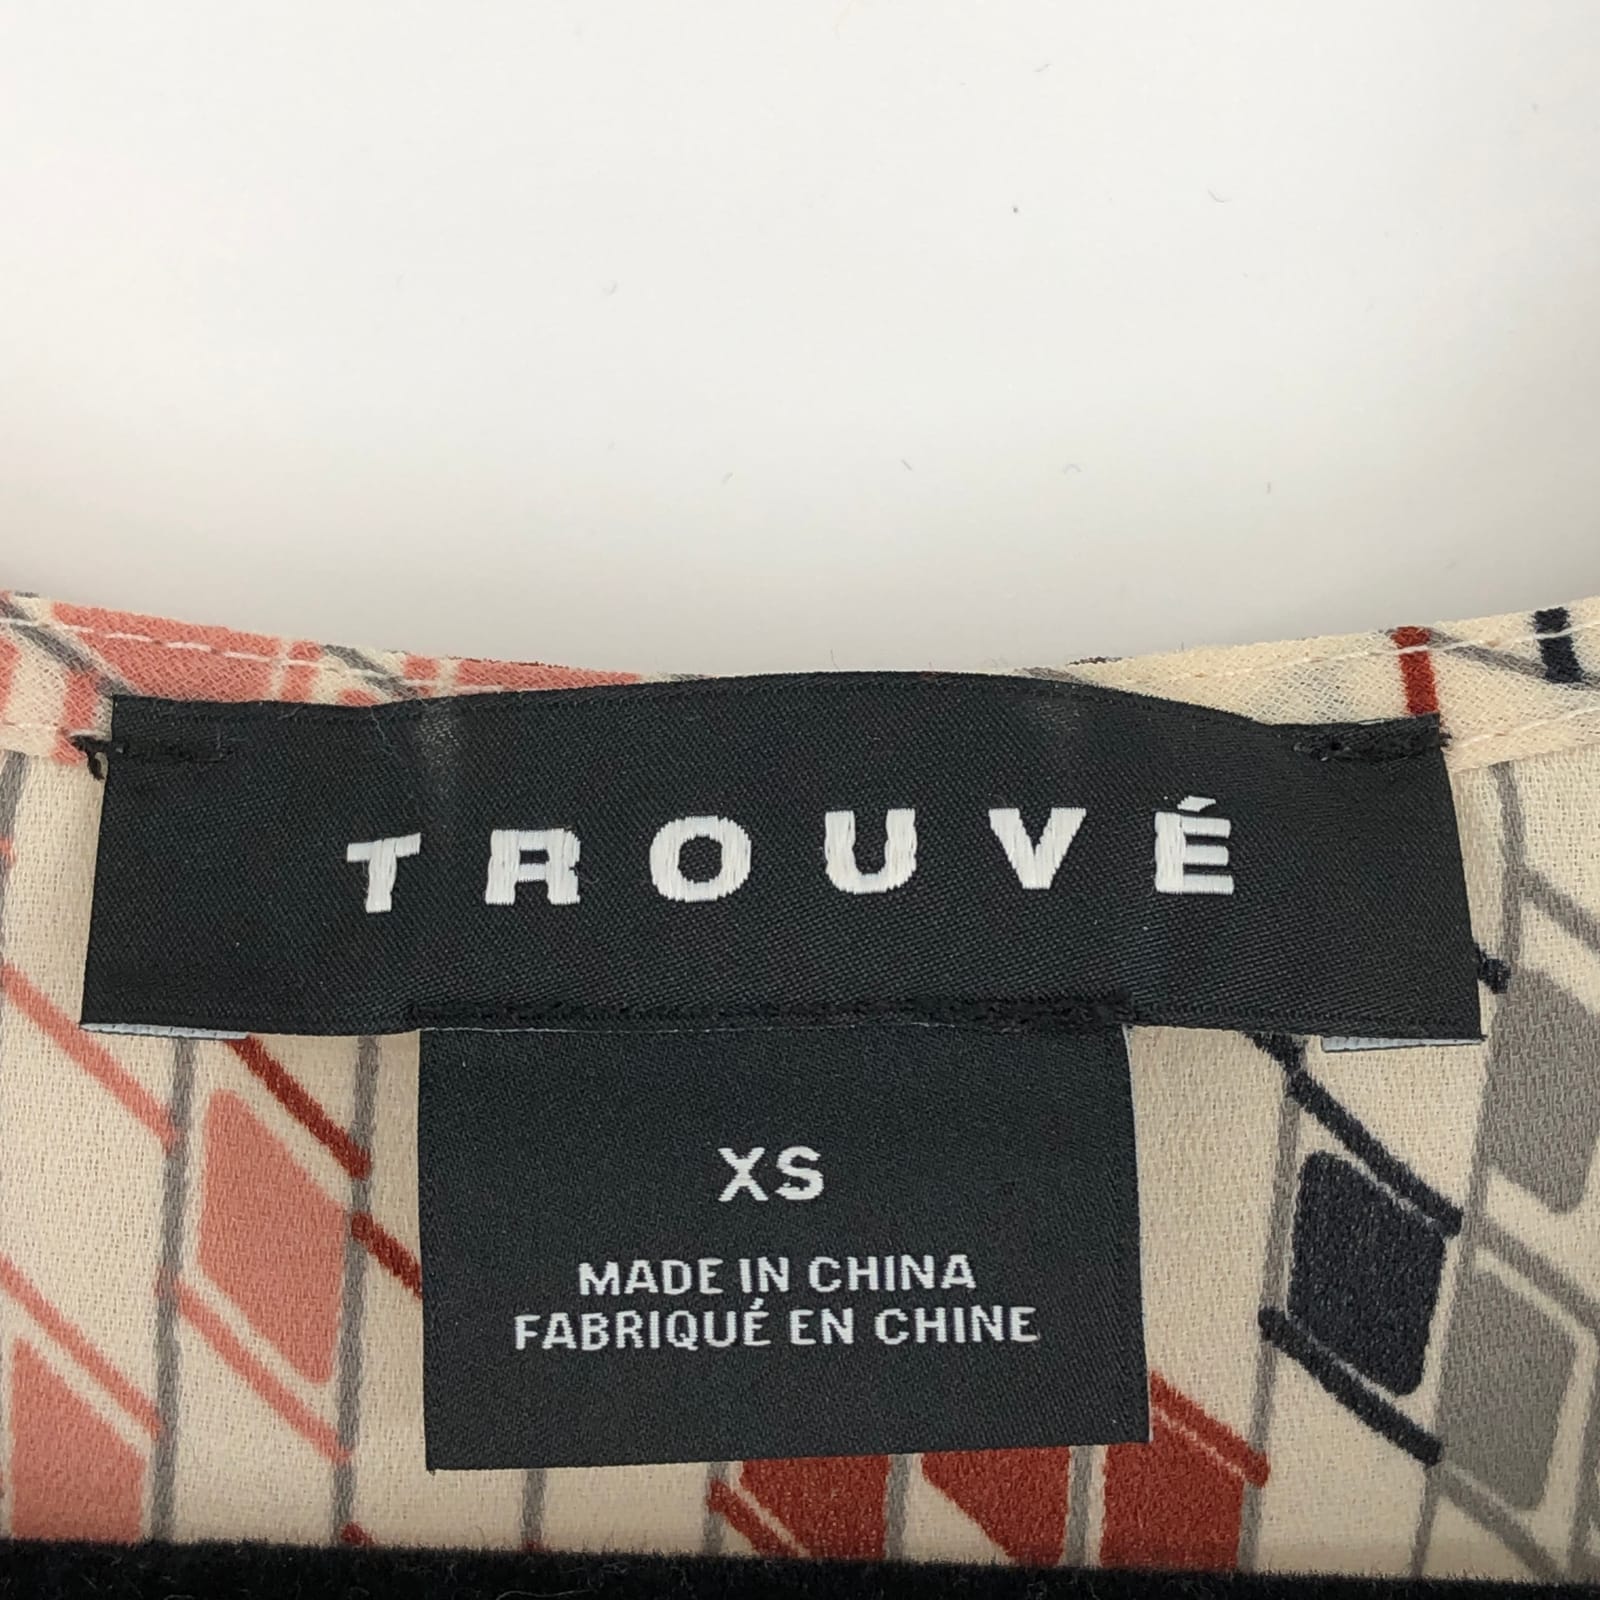 TROUVÉ
XS
MADE IN CHINA
FABRIQUÉ EN CHINE